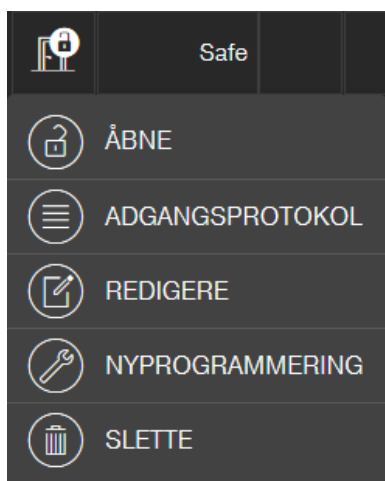 Safe
ÅBNE
ADGANGSPROTOKOL
REDIGERE
NYPROGRAMMERING
SLETTE